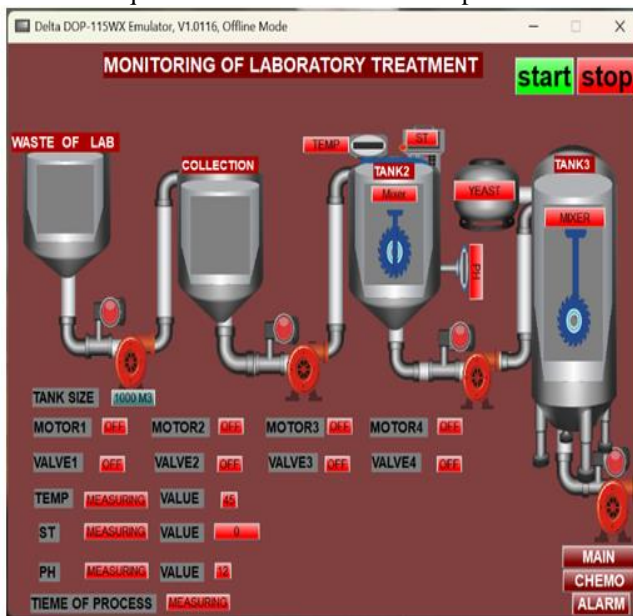 Delta DOP-115WX Emulator, V1.0116, Offline Mode
MONITORING OF LABORATORY TREATMENT
start stop
WASTE OF LAB
COLLECTION
TEMP
ST
TANK2
Mixer
PH
YEAST
TANK3
MIXER
TANK SIZE 1000 M3
MOTOR1 OFF MOTOR2 OFF MOTOR3 OFF MOTOR4 OFF
VALVE1 OFF VALVE2 OFF VALVE3 OFF VALVE4 OFF
TEMP MEASURING VALUE 45
ST MEASURING VALUE 0
PH MEASURING VALUE 12
TIEME OF PROCESS MEASURING
MAIN
CHEMO
ALARM